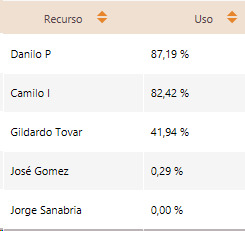 Recurso Uso
Danilo P 87,19 %
Camilo I 82,42 %
Gildardo Tovar 41,94 %
José Gomez 0,29 %
Jorge Sanabria 0,00 %